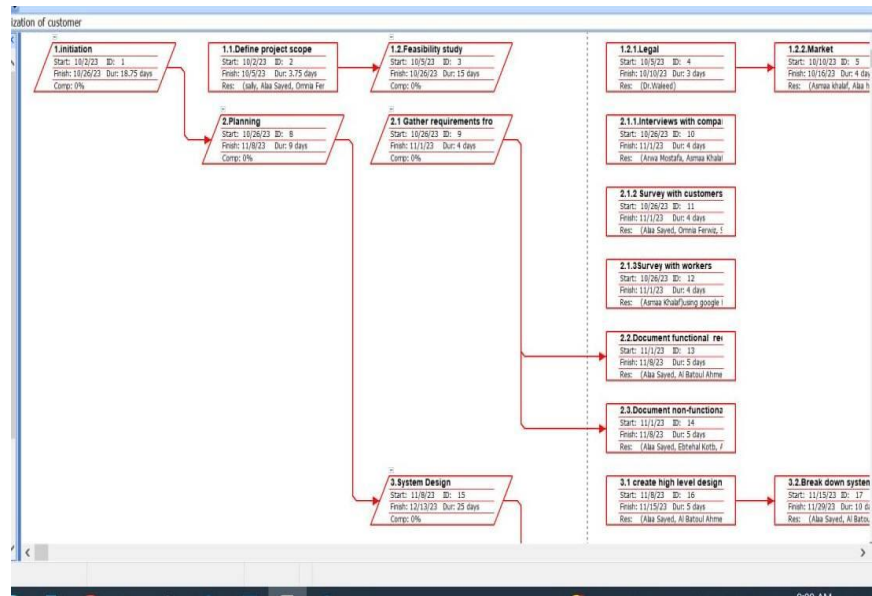 ization of customer
1.initiation
Start: 10/2/23 ID: 1
Finish: 10/26/23 Dur: 18.75 days
Comp: 0%
1.1.Define project scope
Start: 10/2/23 ID: 2
Finish: 10/5/23 Dur: 3.75 days
Res: (sally, Alaa Sayed, Omnia Fer
1.2.Feasibility study
Start: 10/5/23 ID: 3
Finish: 10/26/23 Dur: 15 days
Comp: 0%
1.2.1.Legal
Start: 10/5/23 ID: 4
Finish: 10/10/23 Dur: 3 days
Res: (Dr.Waleed)
1.2.2.Market
Start: 10/10/23 ID: 5
Finish: 10/16/23 Dur: 4 day
Res: (Asmaa khalaf, Alaa h
2.Planning
Start: 10/26/23 ID: 8
Finish: 11/8/23 Dur: 9 days
Comp: 0%
2.1 Gather requirements fro
Start: 10/26/23 ID: 9
Finish: 11/1/23 Dur: 4 days
Comp: 0%
2.1.1.Interviews with compa
Start: 10/26/23 ID: 10
Finish: 11/1/23 Dur: 4 days
Res: (Arwa Mostafa, Asmaa Khala
2.1.2 Survey with customers
Start: 10/26/23 ID: 11
Finish: 11/1/23 Dur: 4 days
Res: (Alaa Sayed, Omnia Ferwiz, S
2.1.3Survey with workers
Start: 10/26/23 ID: 12
Finish: 11/1/23 Dur: 4 days
Res: (Asmaa Khalaf)using google
2.2.Document functional re
Start: 11/1/23 ID: 13
Finish: 11/8/23 Dur: 5 days
Res: (Alaa Sayed, Al Batoul Ahme
2.3.Document non-functiona
Start: 11/1/23 ID: 14
Finish: 11/8/23 Dur: 5 days
Res: (Alaa Sayed, Ebtehal Kotb, A
3.System Design
Start: 11/8/23 ID: 15
Finish: 12/13/23 Dur: 25 days
Comp: 0%
3.1 create high level design
Start: 11/8/23 ID: 16
Finish: 11/15/23 Dur: 5 days
Res: (Alaa Sayed, Al Batoul Ahme
3.2.Break down system
Start: 11/15/23 ID: 17
Finish: 11/29/23 Dur: 10 da
Res: (Alaa Sayed, Al Batou